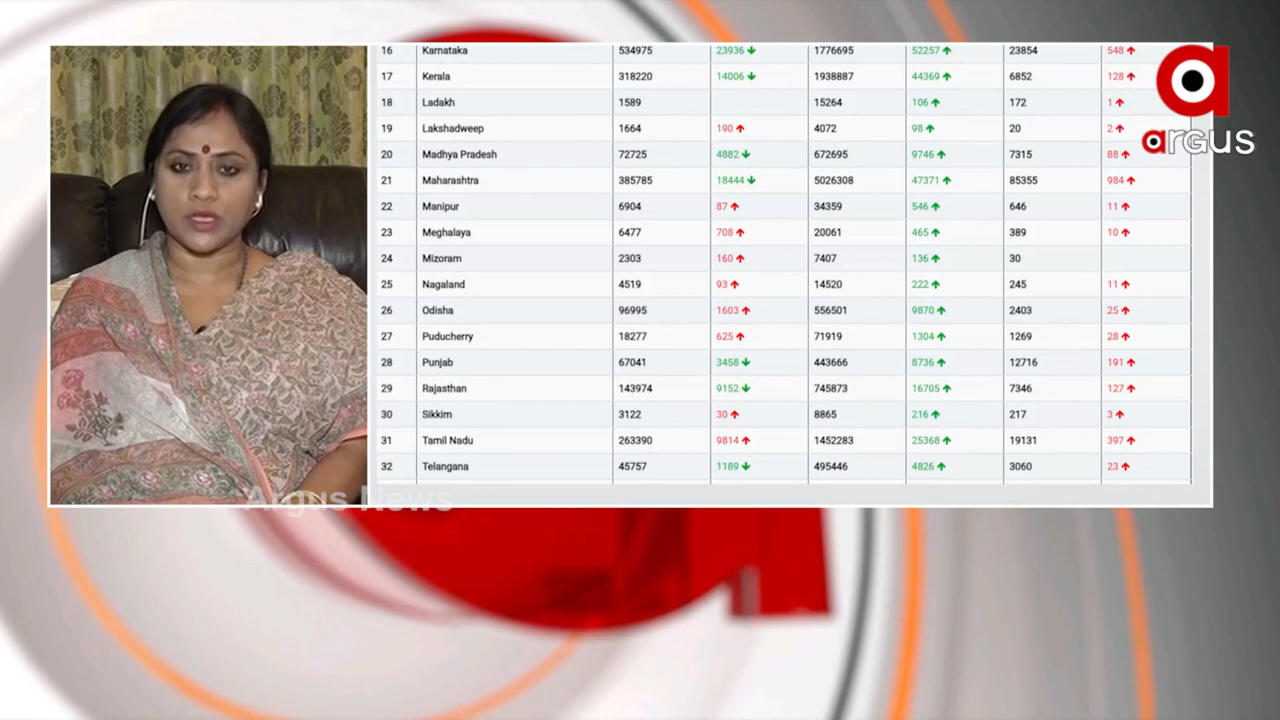 16 Karnataka 534975 23936 ↓ 1776695 52257 ↑ 23854 548 ↑
17 Kerala 318220 14006 ↓ 1938887 44369 ↑ 6852 128 ↑
18 Ladakh 1589 15264 106 ↑ 172 1 ↑
19 Lakshadweep 1664 190 ↑ 4072 98 ↑ 20 2 ↑
20 Madhya Pradesh 72725 4882 ↓ 672695 9746 ↑ 7315 88 ↑
21 Maharashtra 385785 18444 ↓ 5026308 47371 ↑ 85355 984 ↑
22 Manipur 6904 87 ↑ 34359 546 ↑ 646 11 ↑
23 Meghalaya 6477 708 ↑ 20061 465 ↑ 389 10 ↑
24 Mizoram 2303 160 ↑ 7407 136 ↑ 30
25 Nagaland 4519 93 ↑ 14520 222 ↑ 245 11 ↑
26 Odisha 96995 1603 ↑ 556501 9870 ↑ 2403 25 ↑
27 Puducherry 18277 625 ↑ 71919 1304 ↑ 1269 28 ↑
28 Punjab 67041 3458 ↓ 443666 8736 ↑ 12716 191 ↑
29 Rajasthan 143974 9152 ↓ 745873 16705 ↑ 7346 127 ↑
30 Sikkim 3122 30 ↑ 8865 216 ↑ 217 3 ↑
31 Tamil Nadu 263390 9814 ↑ 1452283 25368 ↑ 19131 397 ↑
32 Telangana 45757 1189 ↓ 495446 4826 ↑ 3060 23 ↑
a
argus
Argus News